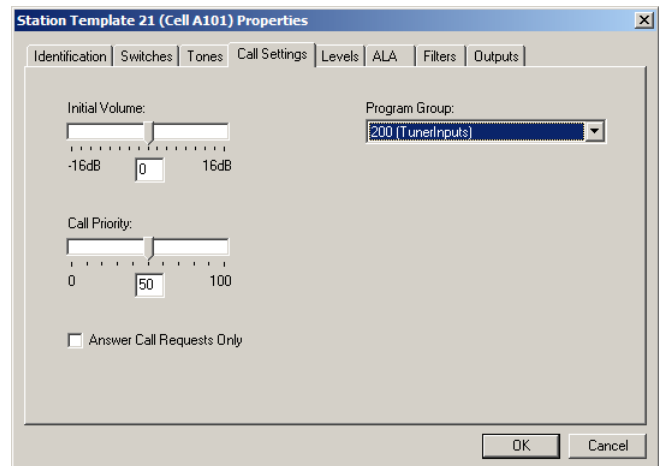 Station Template 21 (Cell A101) Properties
Identification Switches Tones Call Settings Levels ALA Filters Outputs
Initial Volume:
-16dB 0 16dB
Program Group:
200 (TunerInputs)
Call Priority:
0 50 100
Answer Call Requests Only
OK Cancel